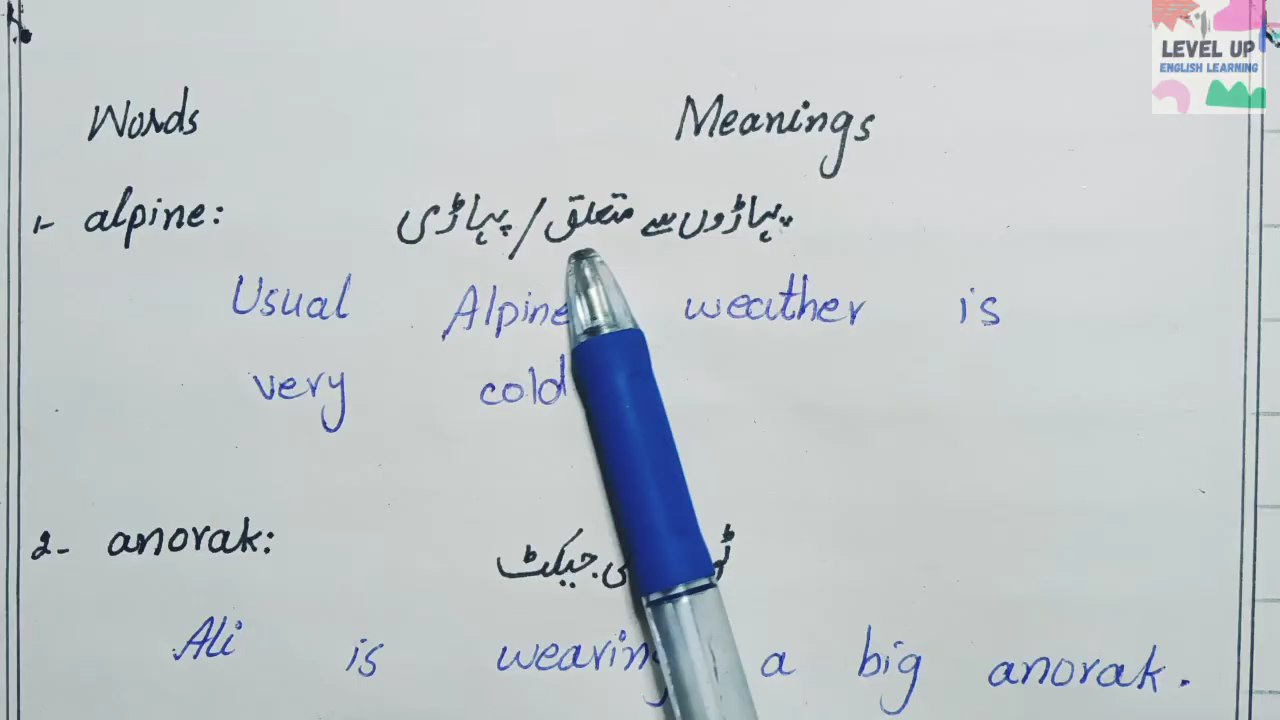 LEVEL UP
ENGLISH LEARNING
Words Meanings
1- alpine: پہاڑوں سے متعلق / پہاڑی
Usual Alpine weather is
very cold
2- anorak: جیکٹ
Ali is wearing a big anorak.